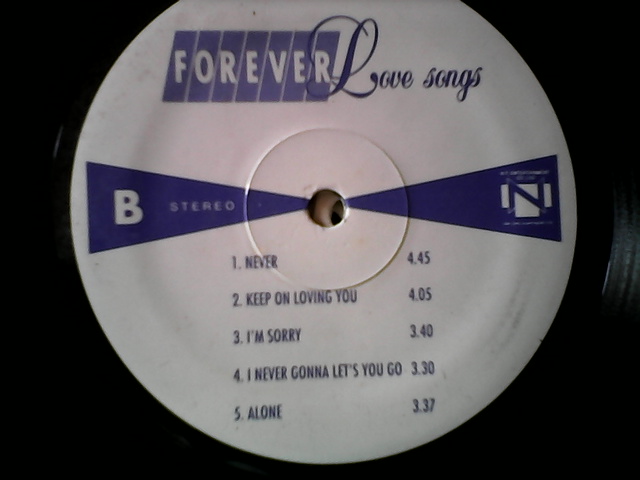 FOREVER Love songs
B STEREO
N
1. NEVER 4.45
2. KEEP ON LOVING YOU 4.05
3. I'M SORRY 3.40
4. I NEVER GONNA LET'S YOU GO 3.30
5. ALONE 3.37